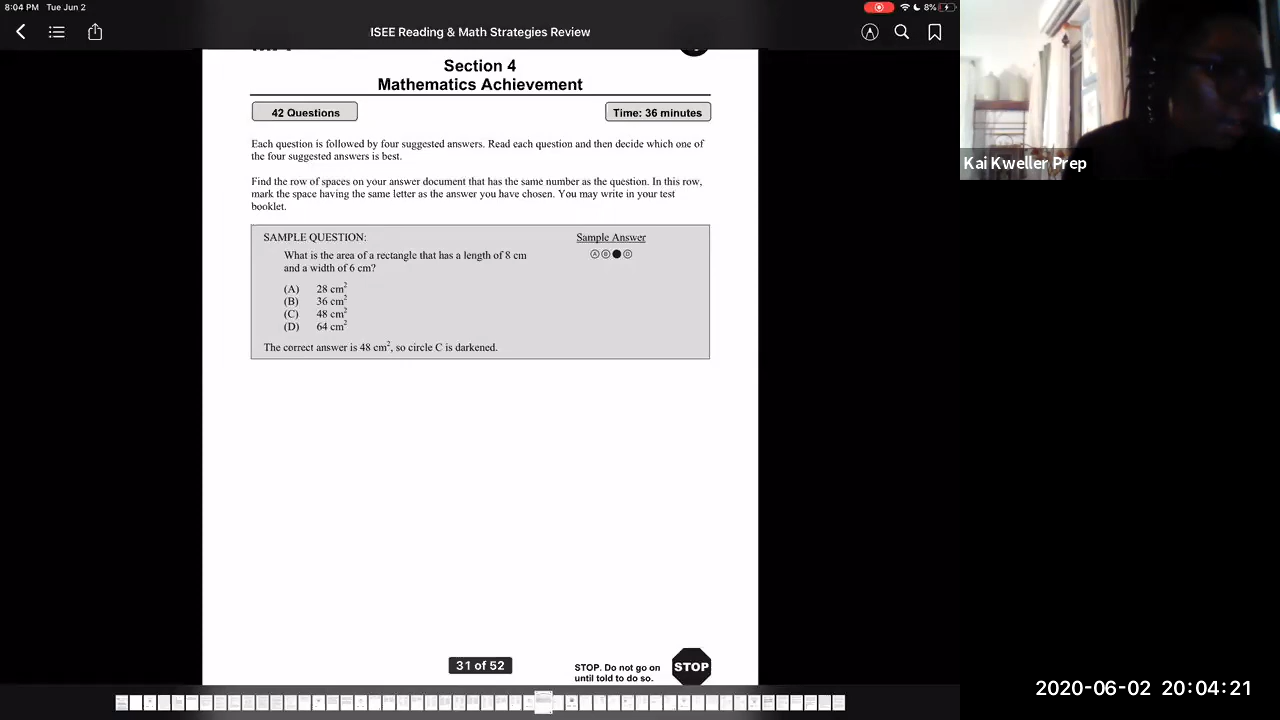 8:04 PM Tue Jun 2
8%
ISEE Reading & Math Strategies Review
Section 4
Mathematics Achievement
42 Questions
Time: 36 minutes
Each question is followed by four suggested answers. Read each question and then decide which one of
the four suggested answers is best.
Find the row of spaces on your answer document that has the same number as the question. In this row,
mark the space having the same letter as the answer you have chosen. You may write in your test
booklet.
SAMPLE QUESTION:
Sample Answer
What is the area of a rectangle that has a length of 8 cm
and a width of 6 cm?
A B D
(A) 28 cm²
(B) 36 cm²
(C) 48 cm²
(D) 64 cm²
The correct answer is 48 cm², so circle C is darkened.
31 of 52
STOP. Do not go on
until told to do so.
STOP
Kai Kweller Prep
2020-06-02 20:04:21